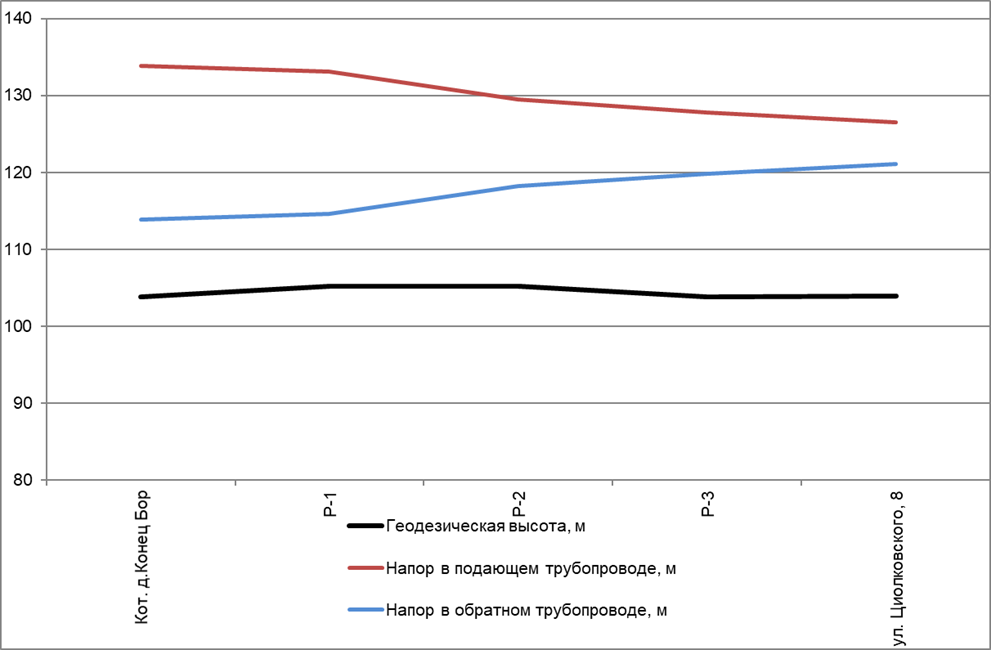 140
130
120
110
100
90
80
Кот. д.Конец Бор
Р-1
Р-2
Р-3
ул. Циолковского, 8
Геодезическая высота, м
Напор в подающем трубопроводе, м
Напор в обратном трубопроводе, м